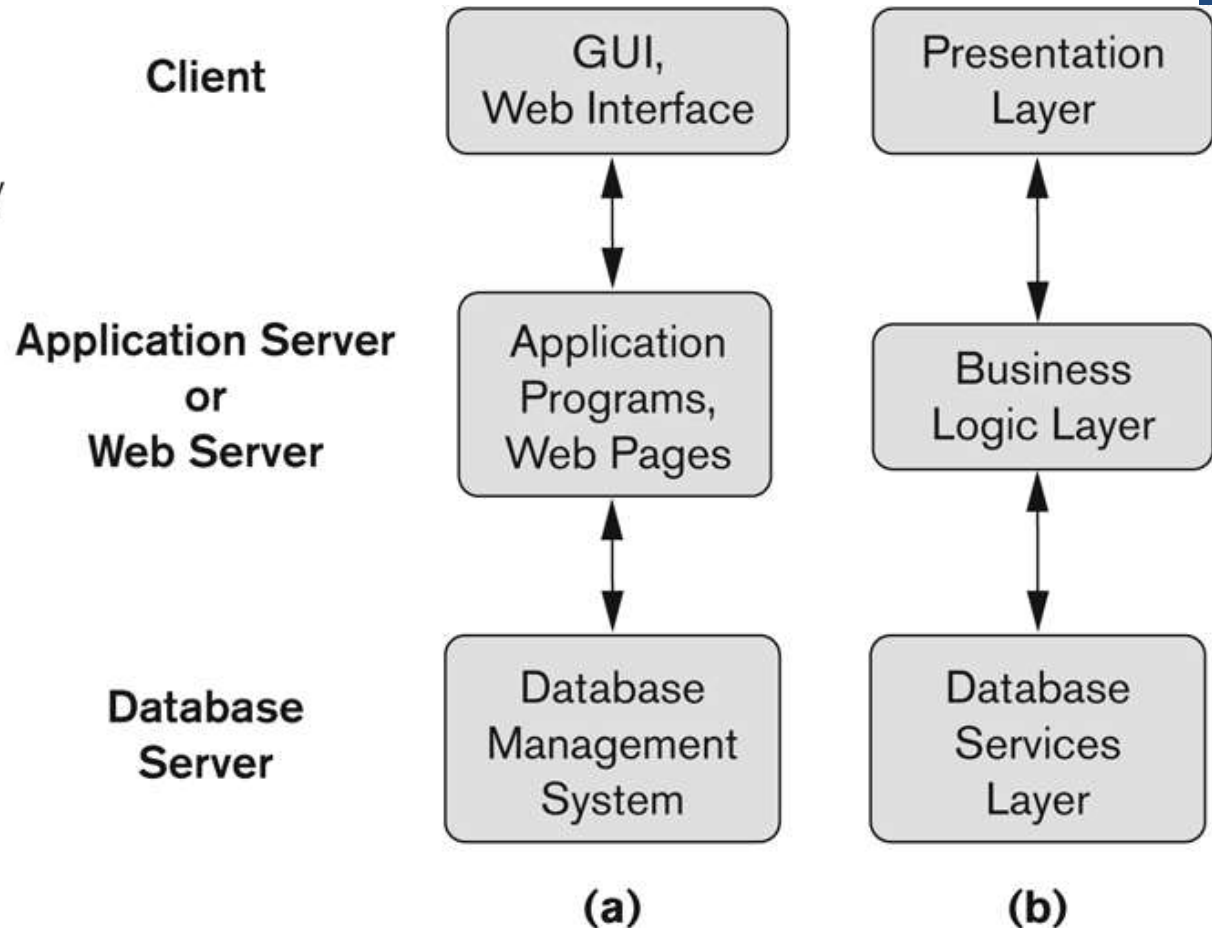 Client
GUI,
Web Interface
Presentation
Layer
Application Server
or
Web Server
Application
Programs,
Web Pages
Business
Logic Layer
Database
Server
Database
Management
System
Database
Services
Layer
(a)
(b)